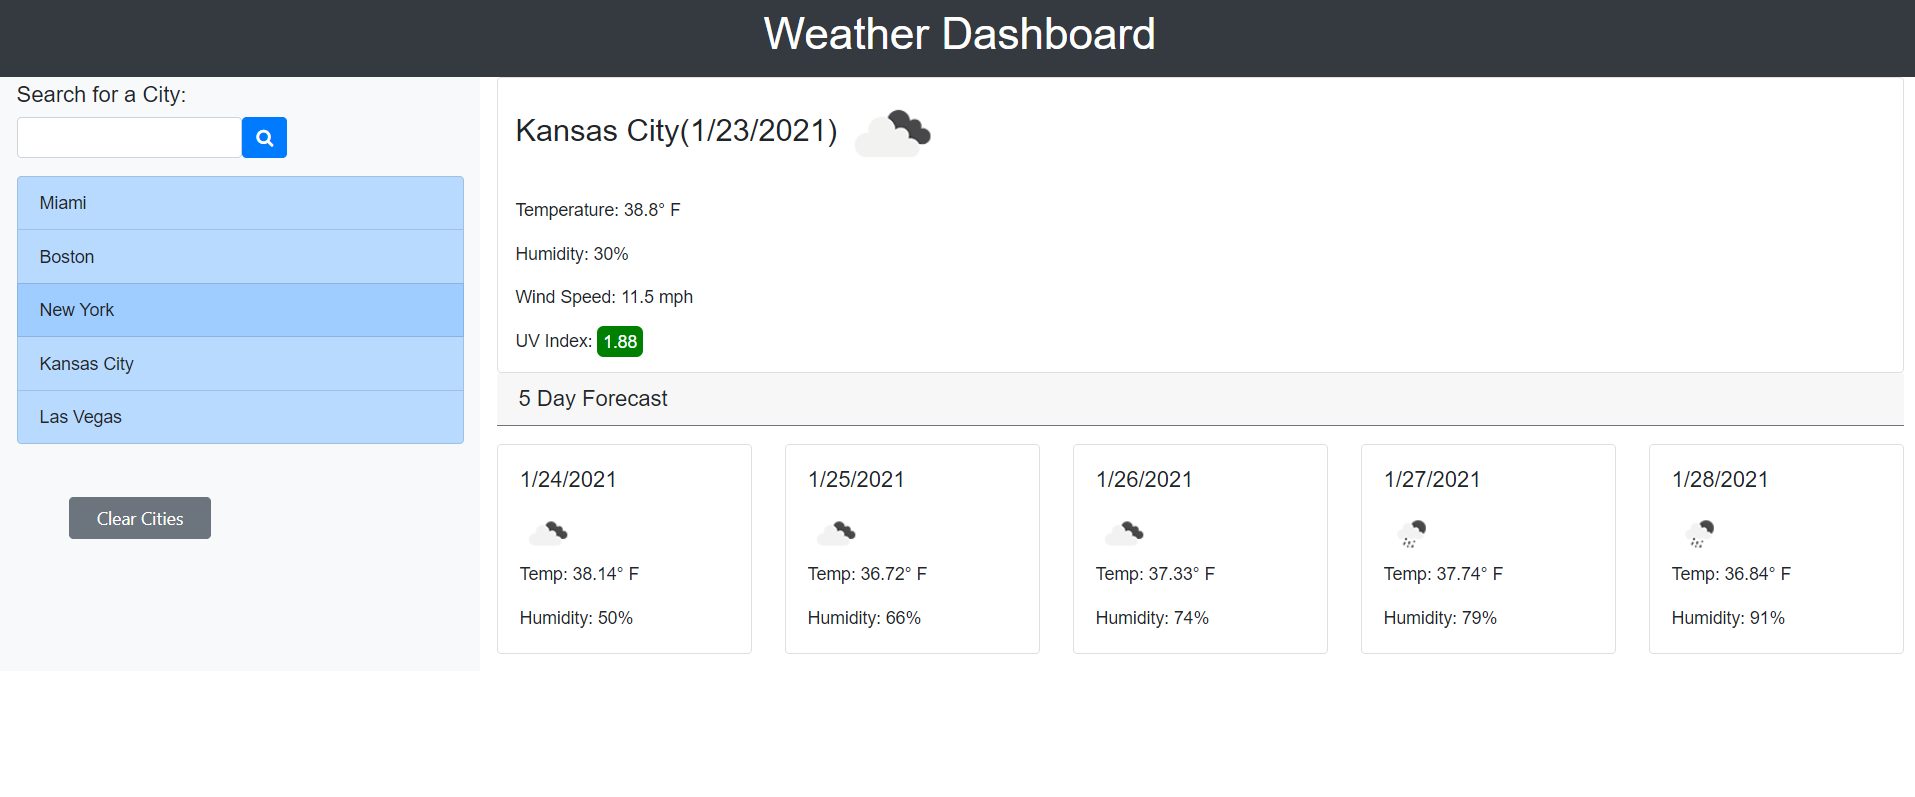 Weather Dashboard
Search for a City:
Miami
Boston
New York
Kansas City
Las Vegas
Clear Cities
Kansas City(1/23/2021)
Temperature: 38.8° F
Humidity: 30%
Wind Speed: 11.5 mph
UV Index: 1.88
5 Day Forecast
1/24/2021
Temp: 38.14° F
Humidity: 50%
1/25/2021
Temp: 36.72° F
Humidity: 66%
1/26/2021
Temp: 37.33° F
Humidity: 74%
1/27/2021
Temp: 37.74° F
Humidity: 79%
1/28/2021
Temp: 36.84° F
Humidity: 91%